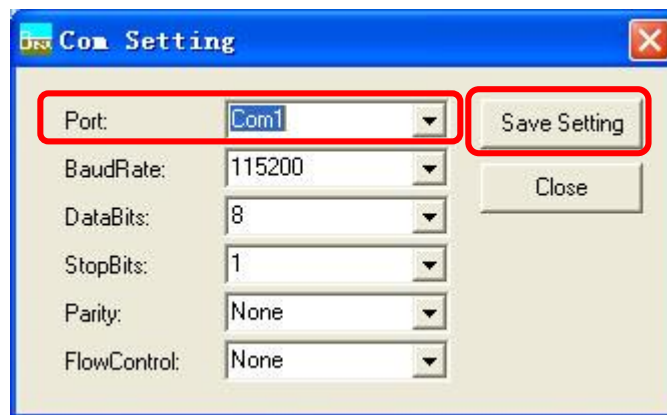 Com Setting
Port: Com1 Save Setting
BaudRate: 115200
Close
DataBits: 8
StopBits: 1
Parity: None
FlowControl: None